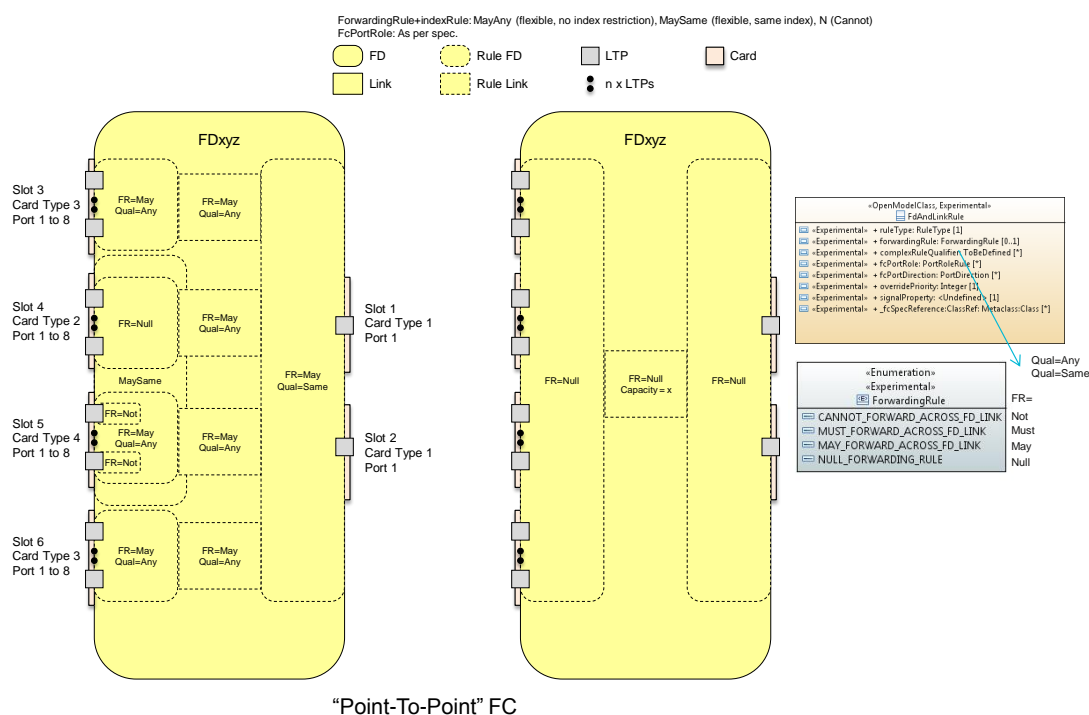 ForwardingRule+indexRule: MayAny (flexible, no index restriction), MaySame (flexible, same index), N (Cannot)
FcPortRole: As per spec.
FD
Rule FD
LTP
Card
Link
Rule Link
n x LTPs
FDxyz
Slot 3
Card Type 3
Port 1 to 8
FR=May
Qual=Any
FR=May
Qual=Any
Slot 4
Card Type 2
Port 1 to 8
FR=Null
FR=May
Qual=Any
MaySame
Slot 5
Card Type 4
Port 1 to 8
FR=Not
FR=May
Qual=Any
FR=Not
FR=May
Qual=Any
Slot 6
Card Type 3
Port 1 to 8
FR=May
Qual=Any
FR=May
Qual=Any
FR=May
Qual=Same
Slot 1
Card Type 1
Port 1
Slot 2
Card Type 1
Port 1
FDxyz
FR=Null
FR=Null
Capacity = x
FR=Null
«OpenModelClass, Experimental»
FdAndLinkRule
«Experimental» + ruleType: RuleType [1]
«Experimental» + forwardingRule: ForwardingRule [0..1]
«Experimental» + complexRuleQualifier: ToBeDefined [*]
«Experimental» + fcPortRole: PortRoleRule [*]
«Experimental» + fcPortDirection: PortDirection [*]
«Experimental» + overridePriority: Integer [1]
«Experimental» + signalProperty: <Undefined> [1]
«Experimental» + _fcSpecReference:ClassRef: Metaclass:Class [*]
Qual=Any
Qual=Same
«Enumeration»
«Experimental»
ForwardingRule
FR=
CANNOT_FORWARD_ACROSS_FD_LINK
Not
MUST_FORWARD_ACROSS_FD_LINK
Must
MAY_FORWARD_ACROSS_FD_LINK
May
NULL_FORWARDING_RULE
Null
“Point-To-Point” FC